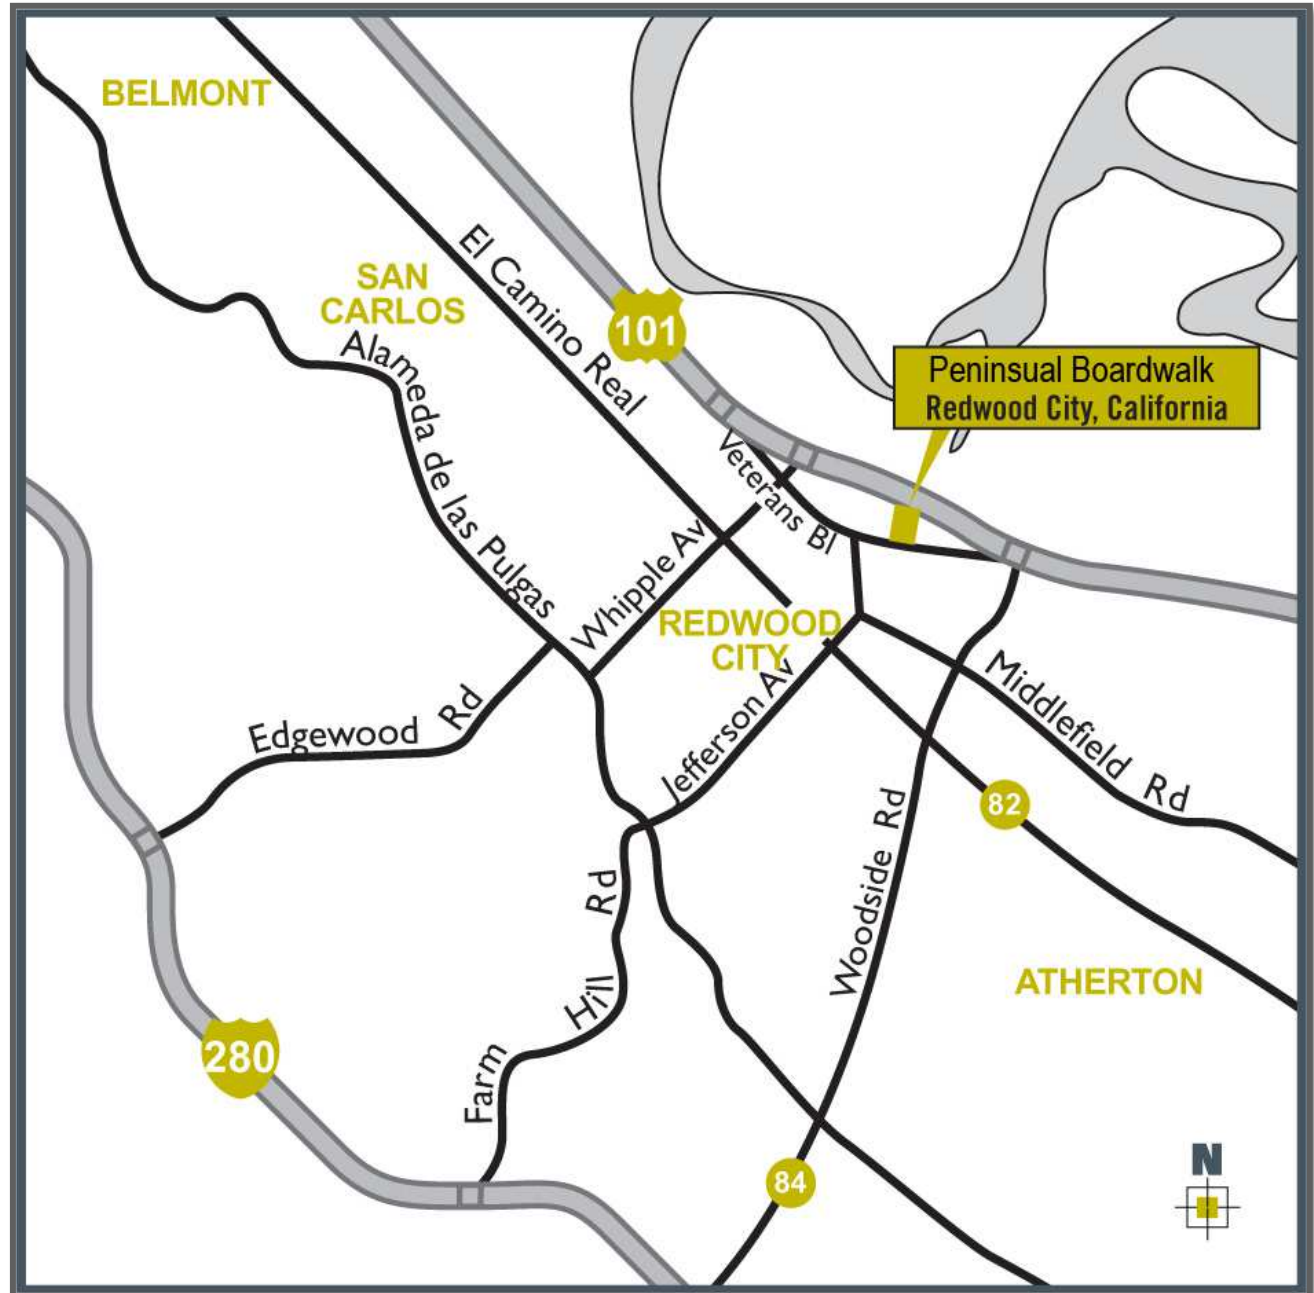 BELMONT
SAN
CARLOS
El Camino Real
101
Alameda de las Pulgas
Peninsual Boardwalk
Redwood City, California
Veterans Bl
Whipple Av
REDWOOD
CITY
Edgewood Rd
Jefferson Av
Middlefield Rd
82
Woodside Rd
Farm Hill Rd
ATHERTON
280
84
N